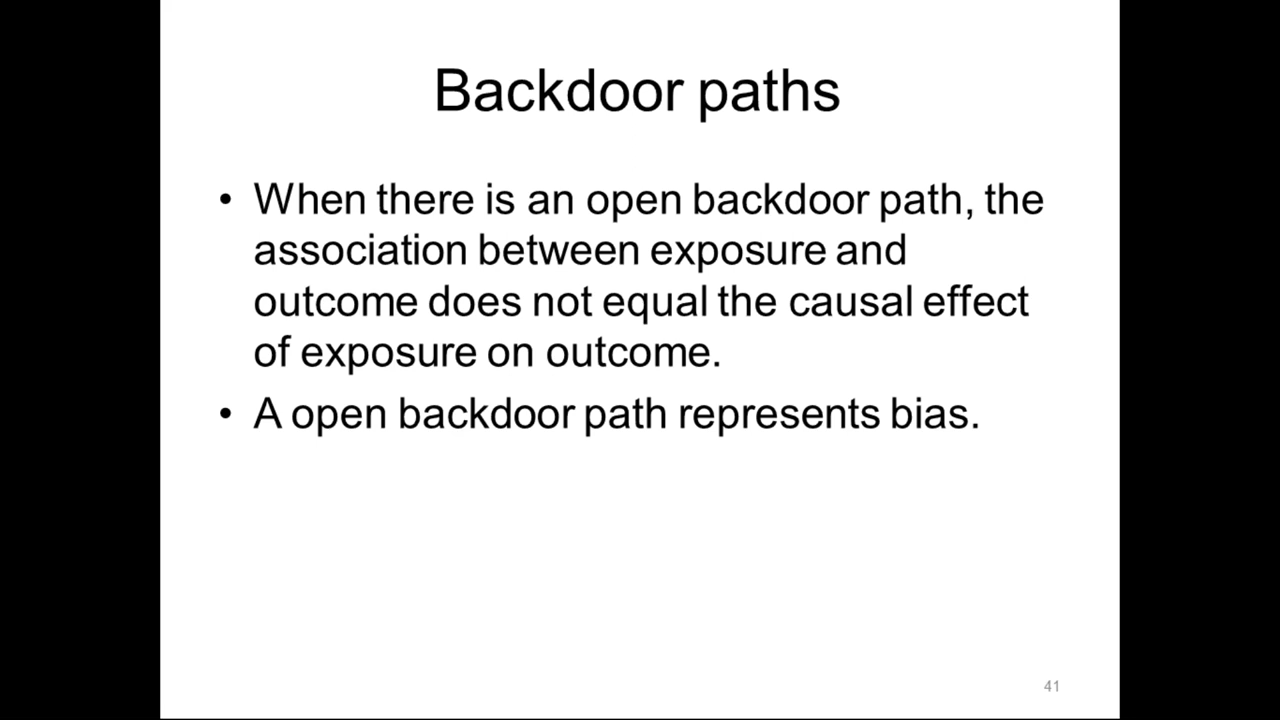 Backdoor paths
• When there is an open backdoor path, the
association between exposure and
outcome does not equal the causal effect
of exposure on outcome.
• A open backdoor path represents bias.
41